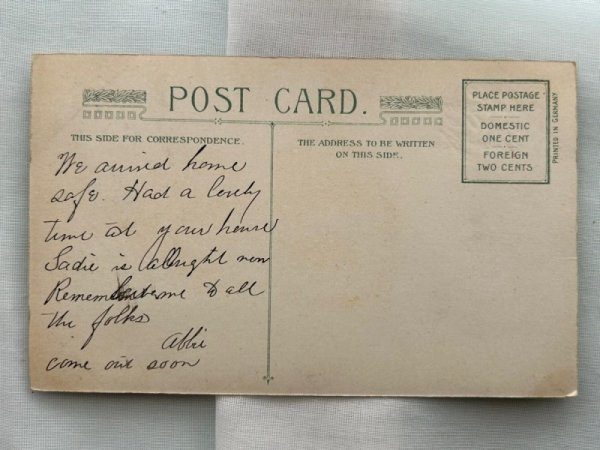 POST CARD.
THIS SIDE FOR CORRESPONDENCE.
THE ADDRESS TO BE WRITTEN
ON THIS SIDE.
PLACE POSTAGE
STAMP HERE
DOMESTIC
ONE CENT
FOREIGN
TWO CENTS
PRINTED IN GERMANY
We arrived home
safe. Had a lovely
time at your house
Sadie is allright now
Remember me to all
the folks
Abbie
come out soon